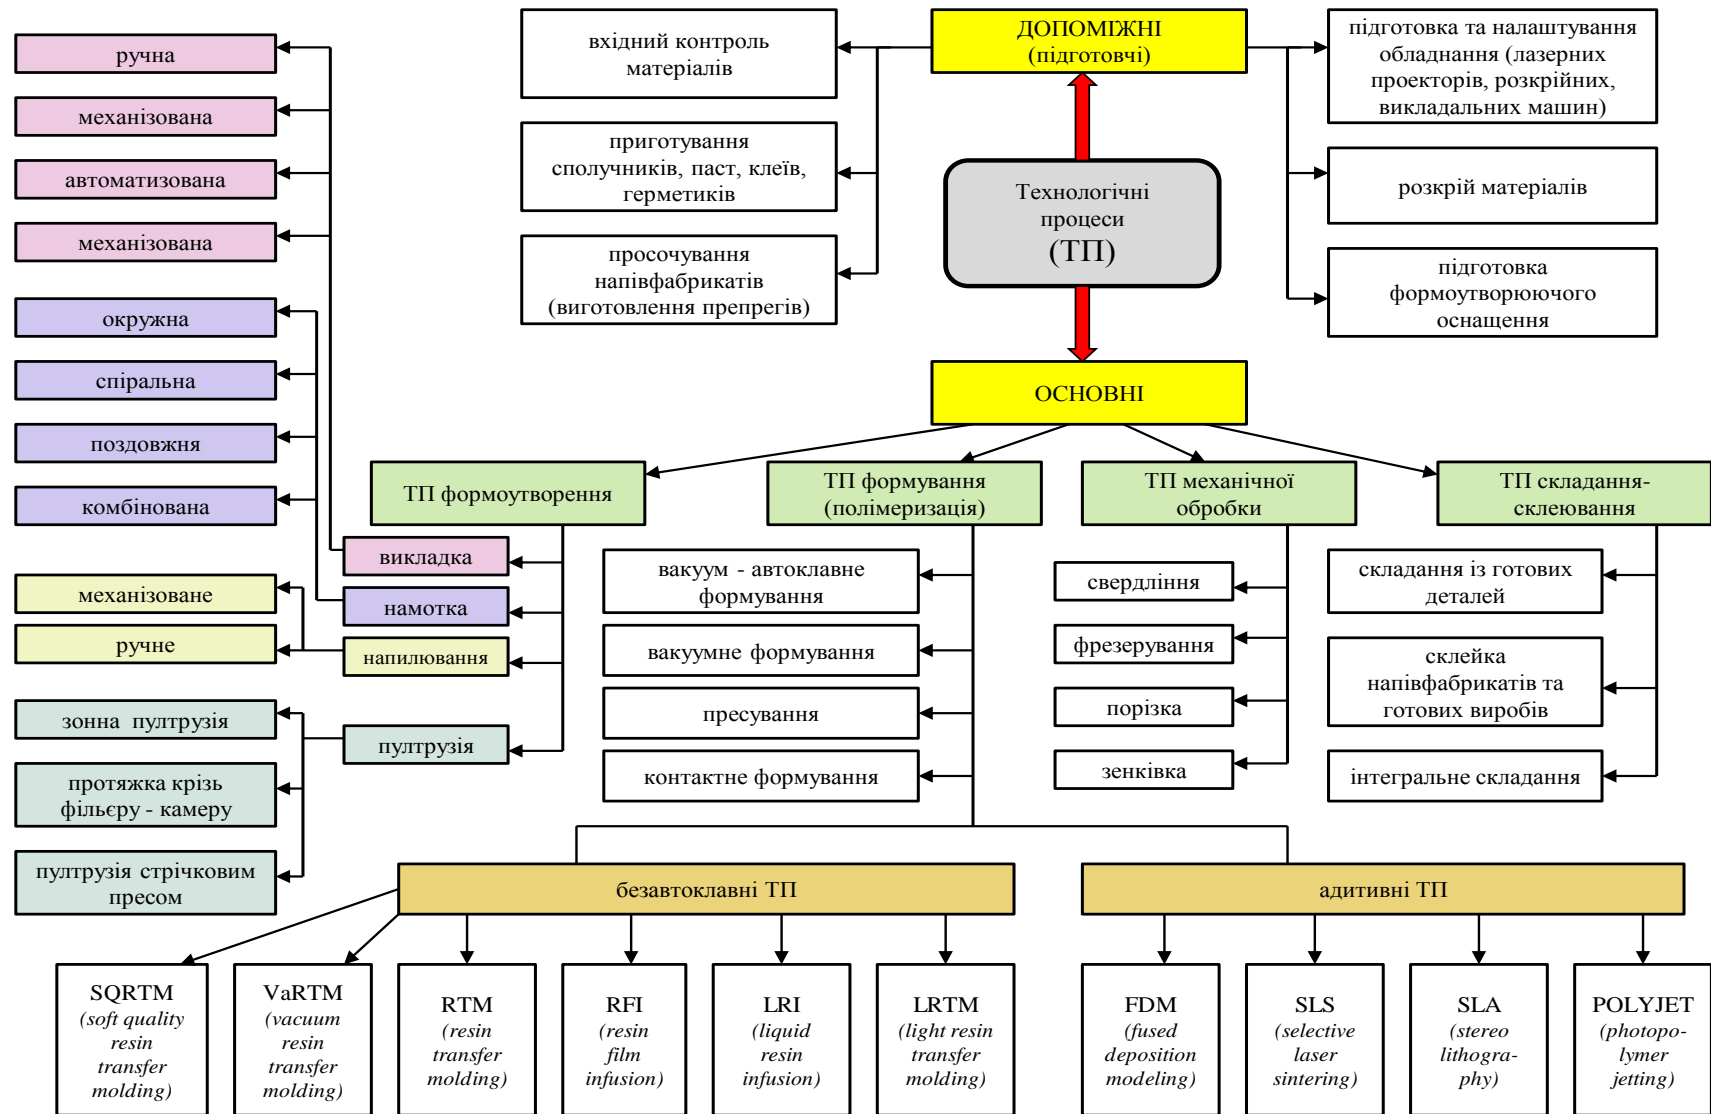 ДОПОМІЖНІ
(підготовчі)
вхідний контроль
матеріалів
приготування
сполучників, паст, клеїв,
герметиків
просочування
напівфабрикатів
(виготовлення препрегів)
підготовка та налаштування
обладнання (лазерних
проекторів, розкрійних,
викладальних машин)
розкрій матеріалів
підготовка
формоутворюючого
оснащення
Технологічні
процеси
(ТП)
ОСНОВНІ
ручна
механізована
автоматизована
механізована
окружна
спіральна
поздовжня
комбінована
механізоване
ручне
зонна пултрузія
протяжка крізь
фільєру - камеру
пултрузія стрічковим
пресом
ТП формоутворення
викладка
намотка
напилювання
пултрузія
ТП формування
(полімеризація)
вакуум - автоклавне
формування
вакуумне формування
пресування
контактне формування
ТП механічної
обробки
свердління
фрезерування
порізка
зенківка
ТП складання-
склеювання
складання із готових
деталей
склейка
напівфабрикатів та
готових виробів
інтегральне складання
безавтоклавні ТП
адитивні ТП
SQRTM
(soft quality
resin
transfer
molding)
VaRTM
(vacuum
resin
transfer
molding)
RTM
(resin
transfer
molding)
RFI
(resin
film
infusion)
LRI
(liquid
resin
infusion)
LRTM
(light resin
transfer
molding)
FDM
(fused
deposition
modeling)
SLS
(selective
laser
sintering)
SLA
(stereo
lithogra-
phy)
POLYJET
(photopo-
lymer
jetting)